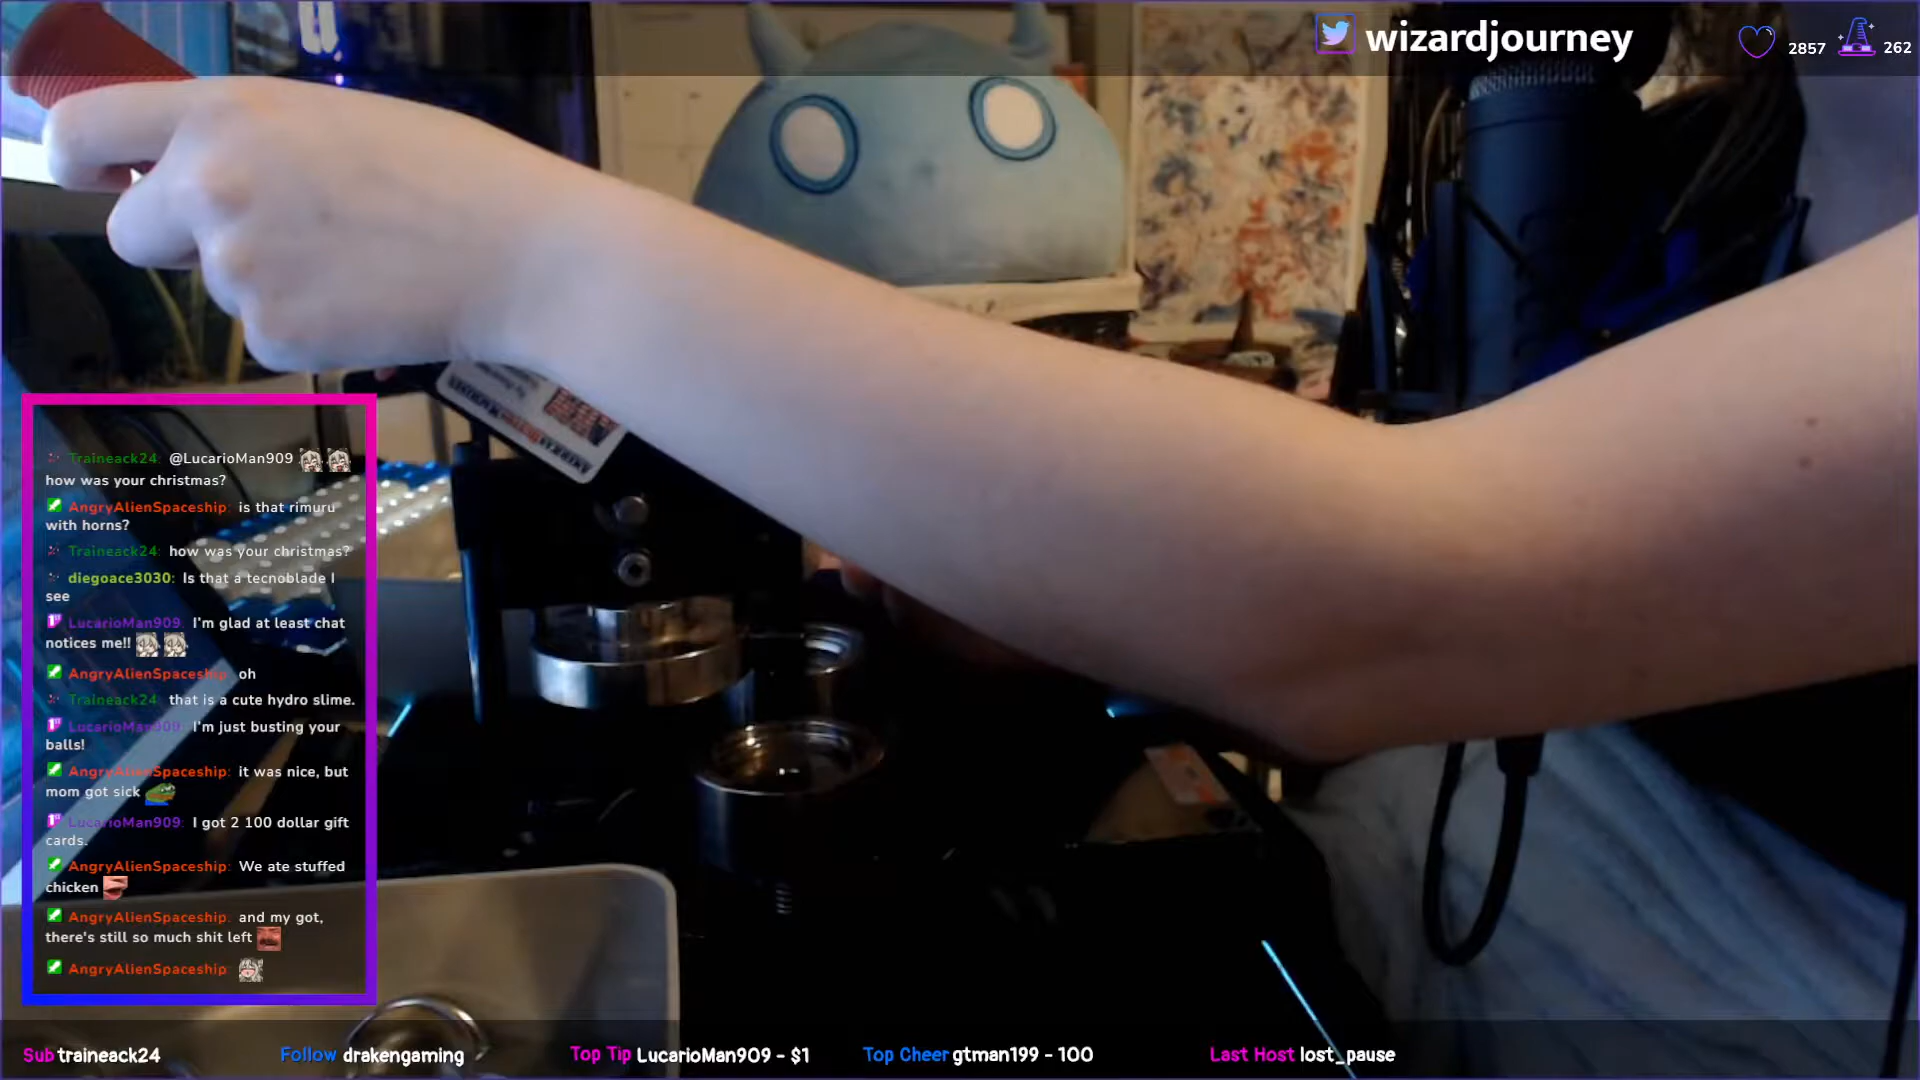 wizardjourney
2857
262
Traineack24: @LucarioMan909
how was your christmas?
AngryAlienSpaceship: is that rimuru
with horns?
Traineack24: how was your christmas?
diegoace3030: Is that a tecnoblade I
see
LucarioMan909: I'm glad at least chat
notices me!!
AngryAlienSpaceship: oh
Traineack24: that is a cute hydro slime.
LucarioMan909: I'm just busting your
balls!
AngryAlienSpaceship: it was nice, but
mom got sick
LucarioMan909: I got 2 100 dollar gift
cards.
AngryAlienSpaceship: We ate stuffed
chicken
AngryAlienSpaceship: and my got,
there's still so much shit left
AngryAlienSpaceship:
Sub traineack24
Follow drakengaming
Top Tip LucarioMan909 - $1
Top Cheer gtman199 - 100
Last Host lost_pause